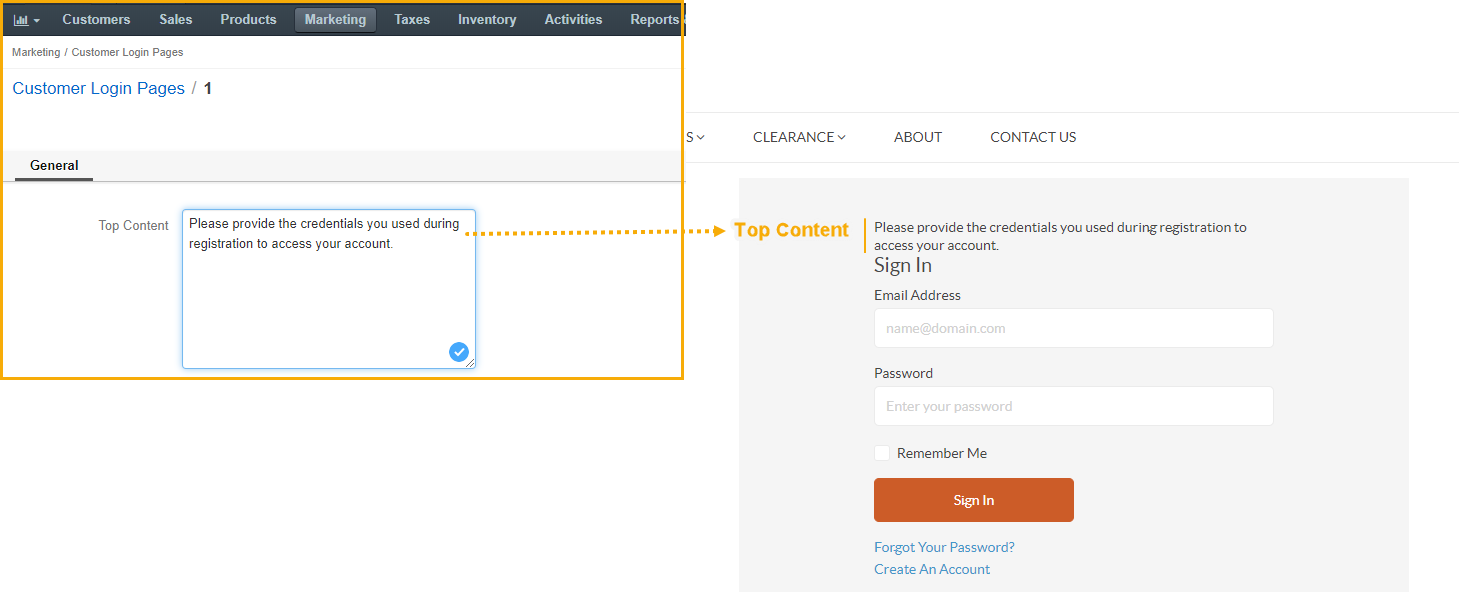 Customers Sales Products Marketing Taxes Inventory Activities Reports
Marketing / Customer Login Pages
Customer Login Pages / 1
General
Top Content
Please provide the credentials you used during
registration to access your account.
S CLEARANCE ABOUT CONTACT US
Top Content
Please provide the credentials you used during registration to
access your account.
Sign In
Email Address
name@domain.com
Password
Enter your password
Remember Me
Sign In
Forgot Your Password?
Create An Account